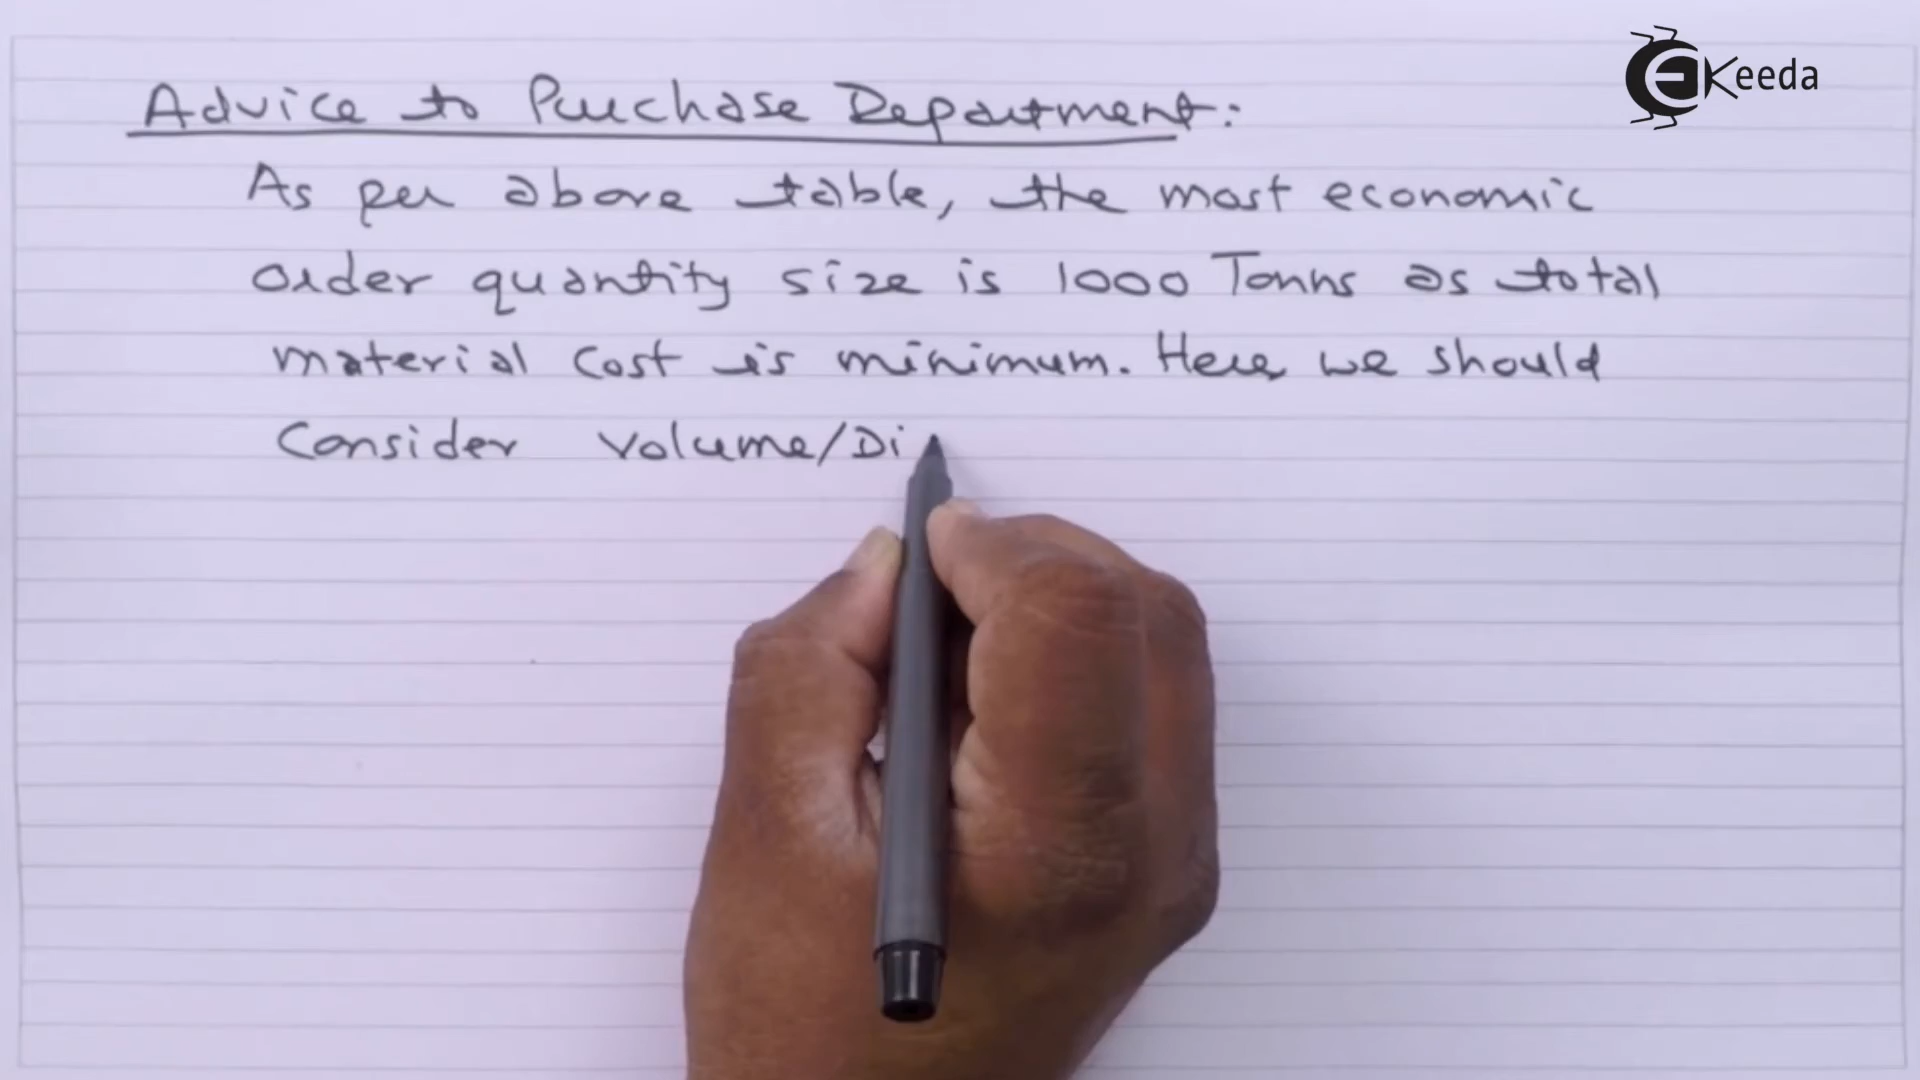 Keeda
Advice to Purchase Department:
As per above table, the most economic
order quantity size is 1000 Tonns as total
material cost is minimum. Here we should
Consider Volume/Di